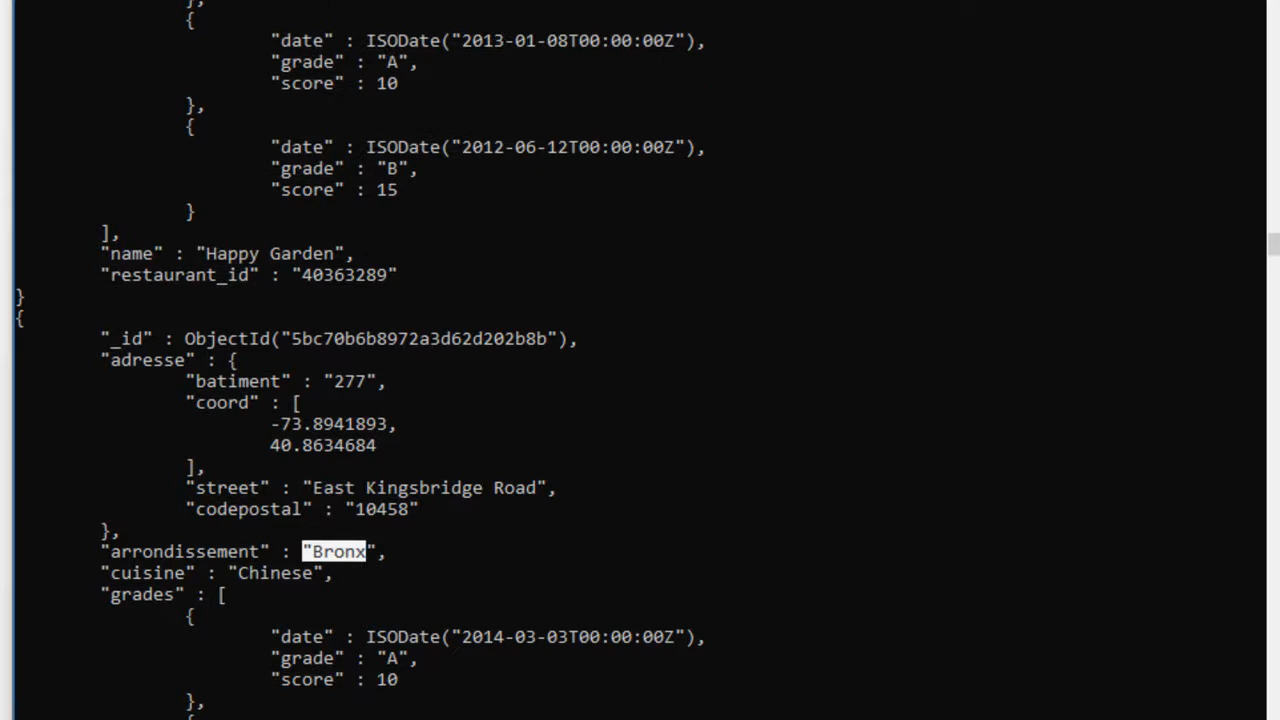 },
{
"date" : ISODate("2013-01-08T00:00:00Z"),
"grade" : "A",
"score" : 10
},
{
"date" : ISODate("2012-06-12T00:00:00Z"),
"grade" : "B",
"score" : 15
}
],
"name" : "Happy Garden",
"restaurant_id" : "40363289"
}
{
"_id" : ObjectId("5bc70b6b8972a3d62d202b8b"),
"adresse" : {
"batiment" : "277",
"coord" : [
-73.8941893,
40.8634684
],
"street" : "East Kingsbridge Road",
"codepostal" : "10458"
},
"arrondissement" : "Bronx",
"cuisine" : "Chinese",
"grades" : [
{
"date" : ISODate("2014-03-03T00:00:00Z"),
"grade" : "A",
"score" : 10
},
{